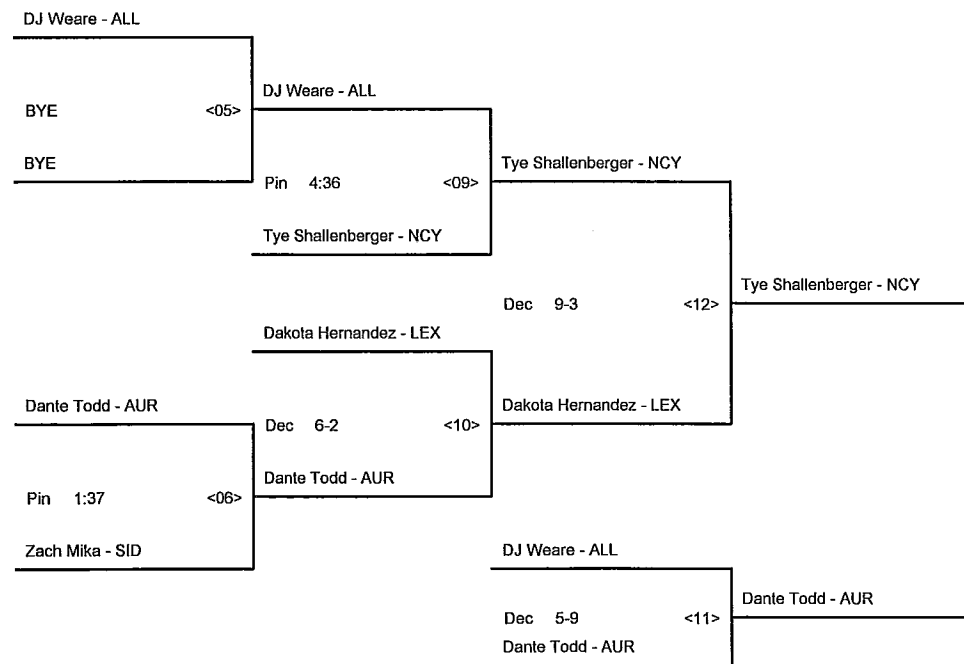 DJ Weare - ALL
BYE <05>
BYE
DJ Weare - ALL
Pin 4:36 <09>
Tye Shallenberger - NCY
Tye Shallenberger - NCY
Dec 9-3 <12>
Tye Shallenberger - NCY
Dakota Hernandez - LEX
Dante Todd - AUR
Dec 6-2 <10>
Dakota Hernandez - LEX
Dante Todd - AUR
Pin 1:37 <06>
Zach Mika - SID
DJ Weare - ALL
Dec 5-9 <11>
Dante Todd - AUR
Dante Todd - AUR